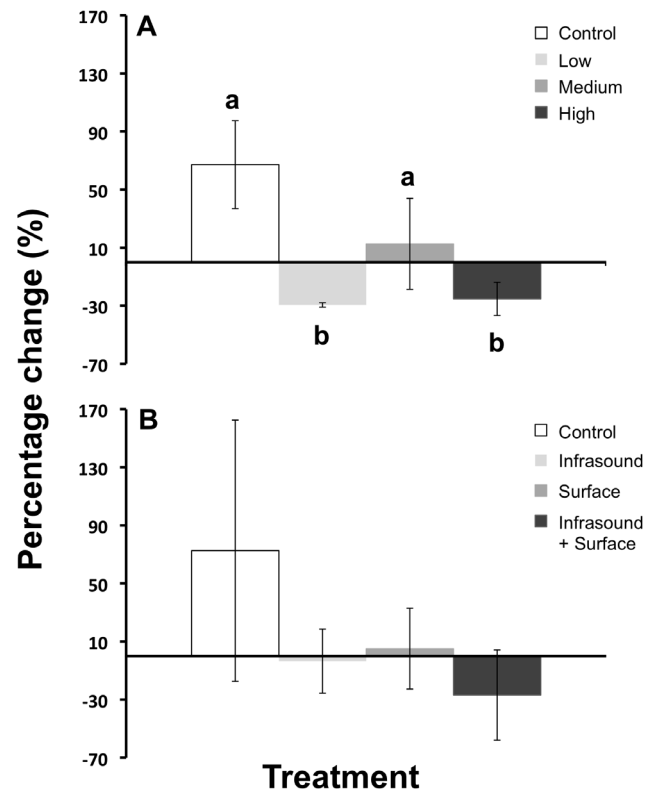 Percentage change (%)
A
170
130
90
50
10
-30
-70
a
b
a
b
Control
Low
Medium
High
B
170
130
90
50
10
-30
-70
Control
Infrasound
Surface
Infrasound
+ Surface
Treatment